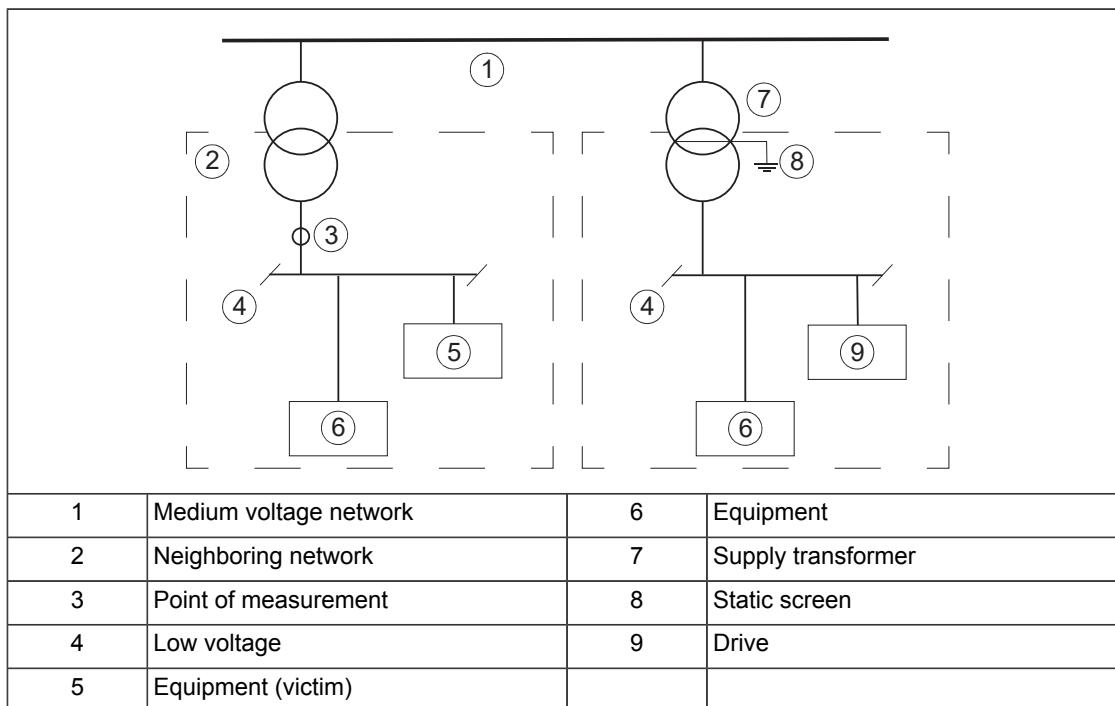 1
7
2
8
3
4
4
5
9
6
6
1 Medium voltage network 6 Equipment
2 Neighboring network 7 Supply transformer
3 Point of measurement 8 Static screen
4 Low voltage 9 Drive
5 Equipment (victim)